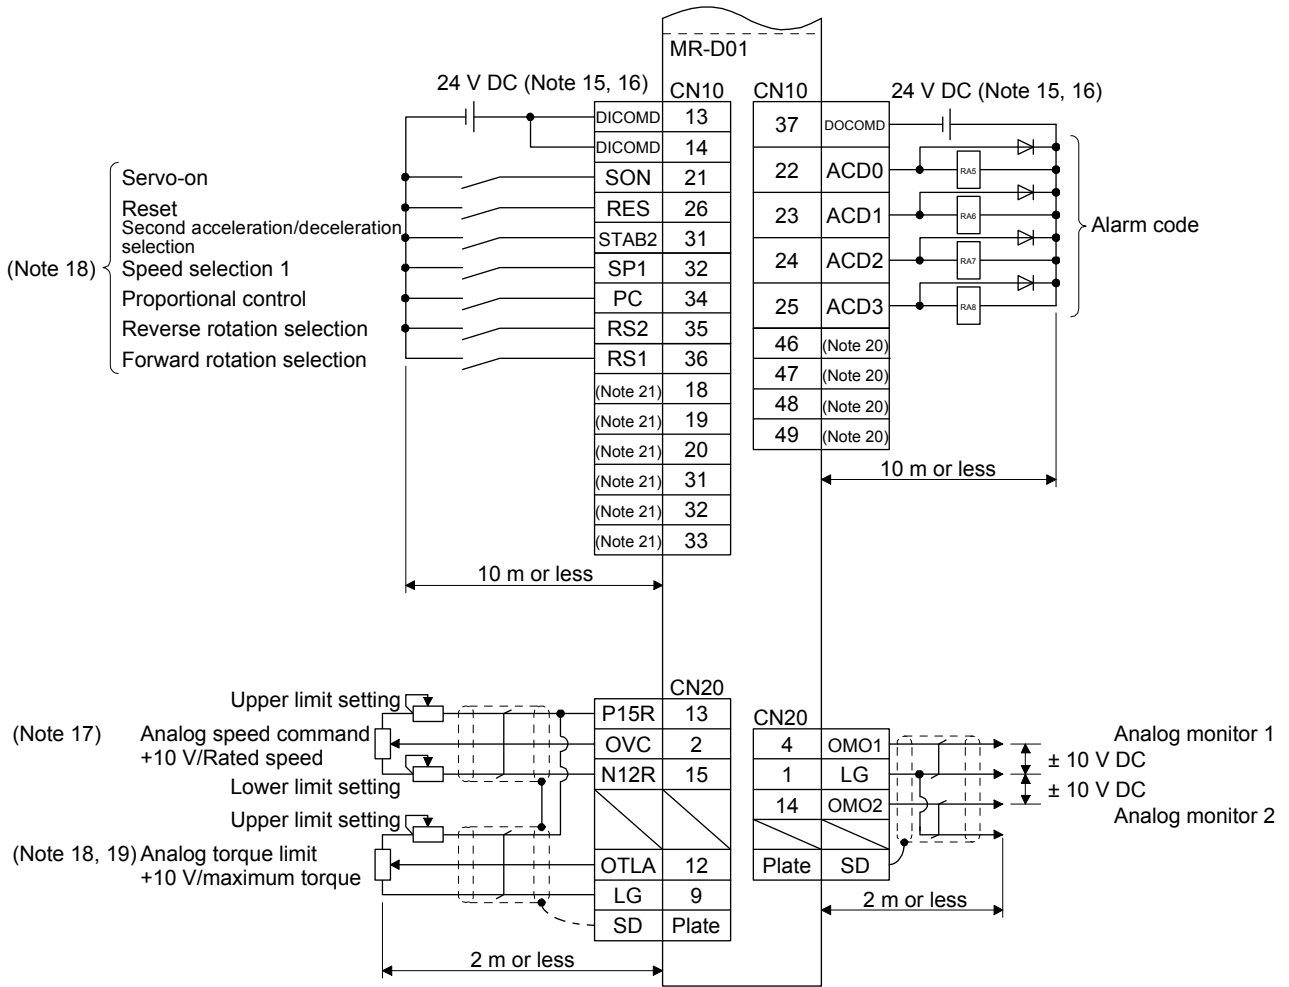 MR-D01
24 V DC (Note 15, 16)
CN10
DICOMD 13
DICOMD 14
Servo-on SON 21
Reset RES 26
Second acceleration/deceleration
selection STAB2 31
(Note 18) Speed selection 1 SP1 32
Proportional control PC 34
Reverse rotation selection RS2 35
Forward rotation selection RS1 36
(Note 21) 18
(Note 21) 19
(Note 21) 20
(Note 21) 31
(Note 21) 32
(Note 21) 33
10 m or less
CN10
24 V DC (Note 15, 16)
37 DOCOMD
22 ACD0 RA5
23 ACD1 RA6
Alarm code
24 ACD2 RA7
25 ACD3 RA8
46 (Note 20)
47 (Note 20)
48 (Note 20)
49 (Note 20)
10 m or less
CN20
Upper limit setting
P15R 13
(Note 17) Analog speed command
+10 V/Rated speed
OVC 2
N12R 15
Lower limit setting
Upper limit setting
(Note 18, 19) Analog torque limit
+10 V/maximum torque
OTLA 12
LG 9
SD Plate
2 m or less
CN20
4 OMO1
Analog monitor 1
± 10 V DC
1 LG
± 10 V DC
14 OMO2
Analog monitor 2
Plate SD
2 m or less